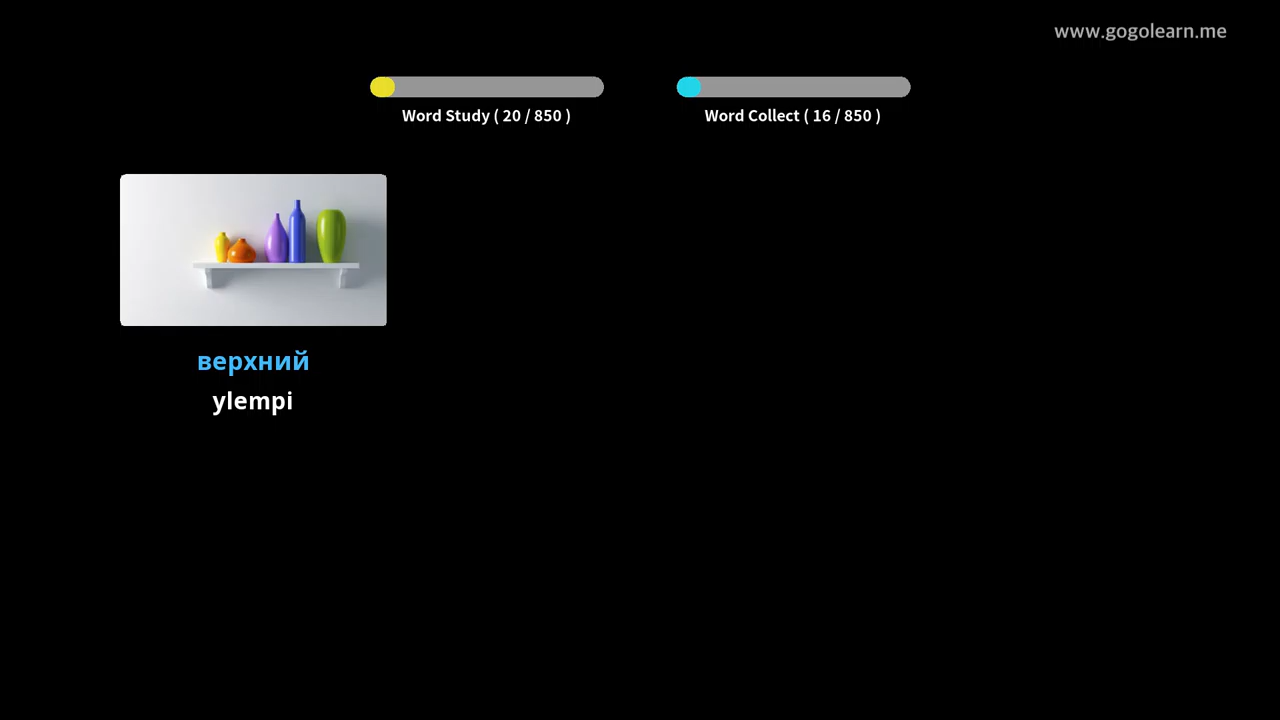 www.gogolearn.me
Word Study ( 20 / 850 )
Word Collect ( 16 / 850 )
верхний
ylempi